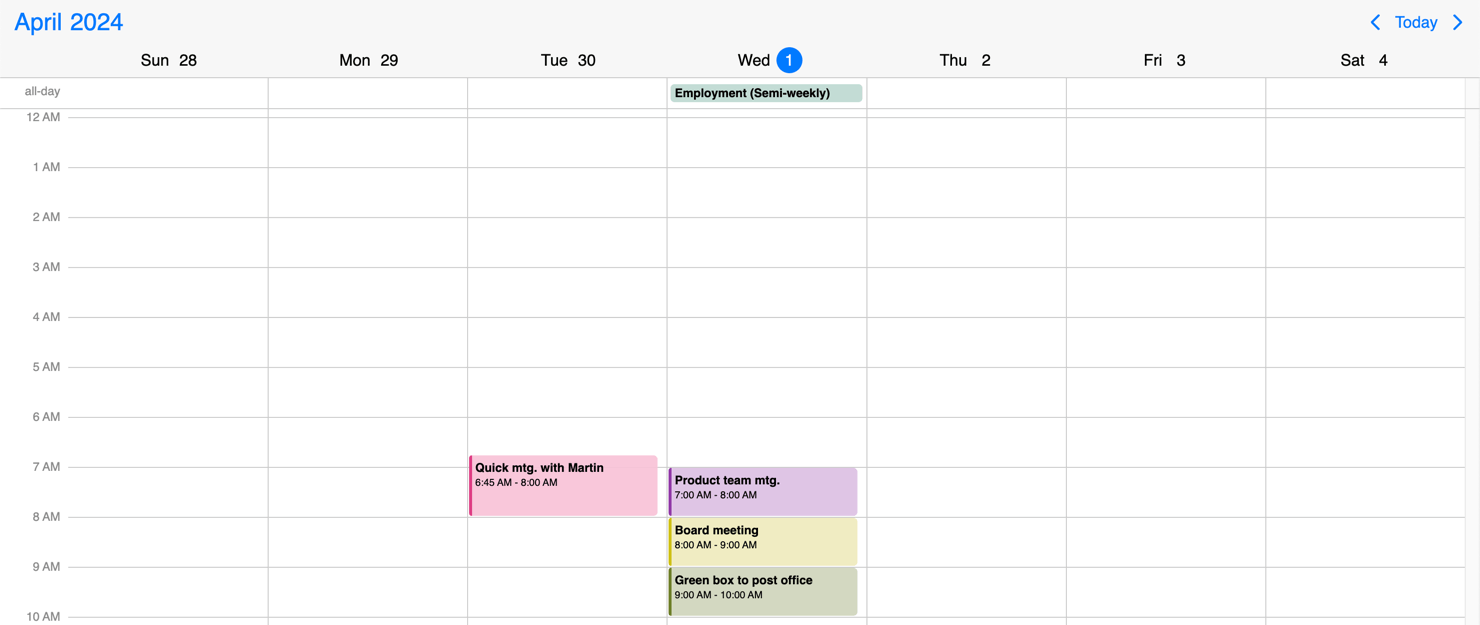 April 2024
Today
Sun 28
Mon 29
Tue 30
Wed 1
Thu 2
Fri 3
Sat 4
all-day
Employment (Semi-weekly)
12 AM
1 AM
2 AM
3 AM
4 AM
5 AM
6 AM
7 AM
Quick mtg. with Martin
6:45 AM - 8:00 AM
Product team mtg.
7:00 AM - 8:00 AM
8 AM
Board meeting
8:00 AM - 9:00 AM
9 AM
Green box to post office
9:00 AM - 10:00 AM
10 AM